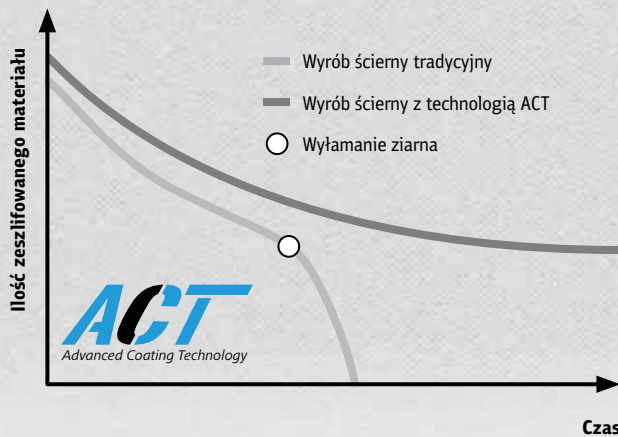 Ilość zeszlifowanego materiału
Wyrób ścierny tradycyjny
Wyrób ścierny z technologią ACT
Wyłamanie ziarna
ACT
Advanced Coating Technology
Czas